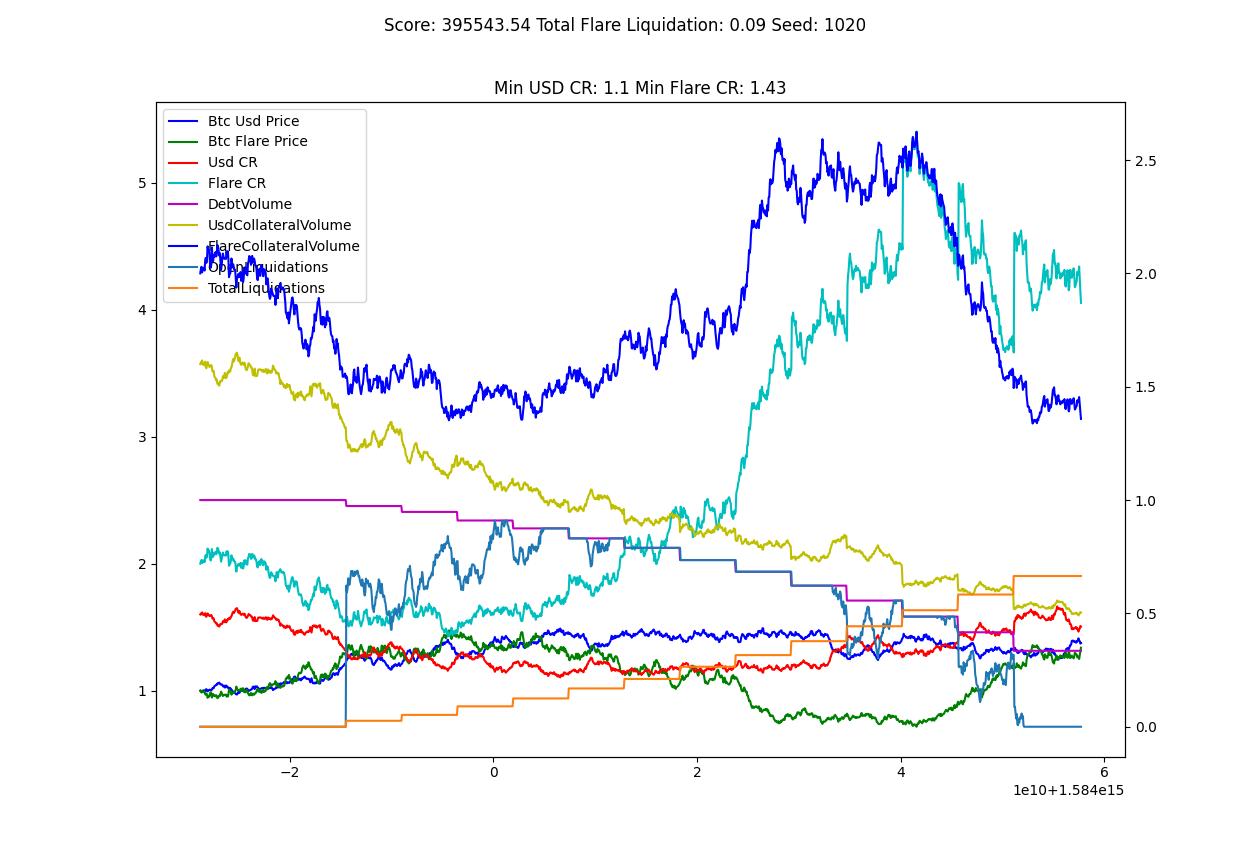 Score: 395543.54 Total Flare Liquidation: 0.09 Seed: 1020
Min USD CR: 1.1 Min Flare CR: 1.43
Btc Usd Price
Btc Flare Price
Usd CR
Flare CR
DebtVolume
UsdCollateralVolume
FlareCollateralVolume
OpenLiquidations
TotalLiquidations
5
4
3
2
1
2.5
2.0
1.5
1.0
0.5
0.0
−2
0
2
4
6
1e10+1.584e15